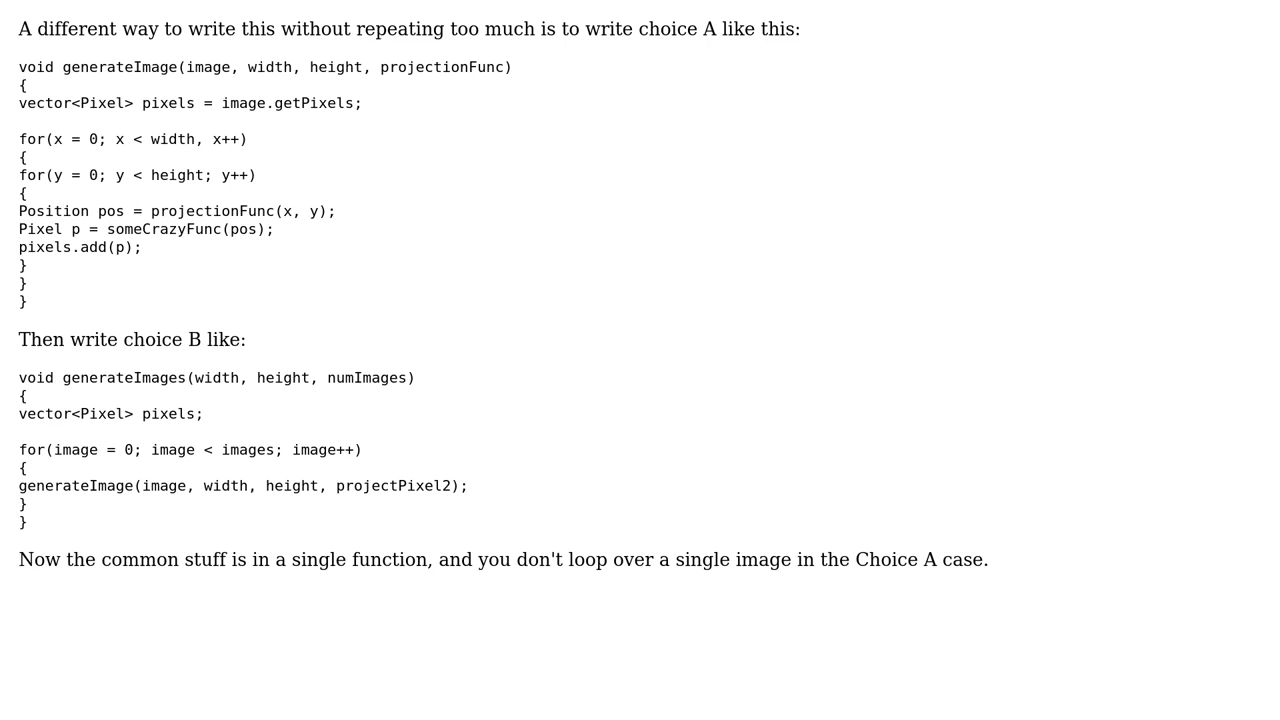 A different way to write this without repeating too much is to write choice A like this:
void generateImage(image, width, height, projectionFunc)
{
vector<Pixel> pixels = image.getPixels;
for(x = 0; x < width, x++)
{
for(y = 0; y < height; y++)
{
Position pos = projectionFunc(x, y);
Pixel p = someCrazyFunc(pos);
pixels.add(p);
}
}
}
Then write choice B like:
void generateImages(width, height, numImages)
{
vector<Pixel> pixels;
for(image = 0; image < images; image++)
{
generateImage(image, width, height, projectPixel2);
}
}
Now the common stuff is in a single function, and you don't loop over a single image in the Choice A case.